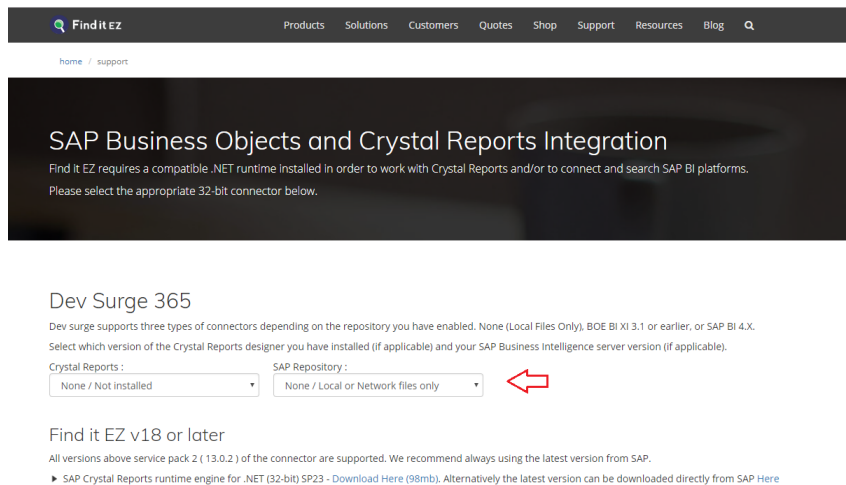 Find it EZ
Products Solutions Customers Quotes Shop Support Resources Blog
home / support
SAP Business Objects and Crystal Reports Integration
Find it EZ requires a compatible .NET runtime installed in order to work with Crystal Reports and/or to connect and search SAP BI platforms.
Please select the appropriate 32-bit connector below.
Dev Surge 365
Dev surge supports three types of connectors depending on the repository you have enabled. None (Local Files Only), BOE BI XI 3.1 or earlier, or SAP BI 4.X.
Select which version of the Crystal Reports designer you have installed (if applicable) and your SAP Business Intelligence server version (if applicable).
Crystal Reports : SAP Repository :
None / Not installed None / Local or Network files only
Find it EZ v18 or later
All versions above service pack 2 ( 13.0.2 ) of the connector are supported. We recommend always using the latest version from SAP.
SAP Crystal Reports runtime engine for .NET (32-bit) SP23 - Download Here (98mb). Alternatively the latest version can be downloaded directly from SAP Here